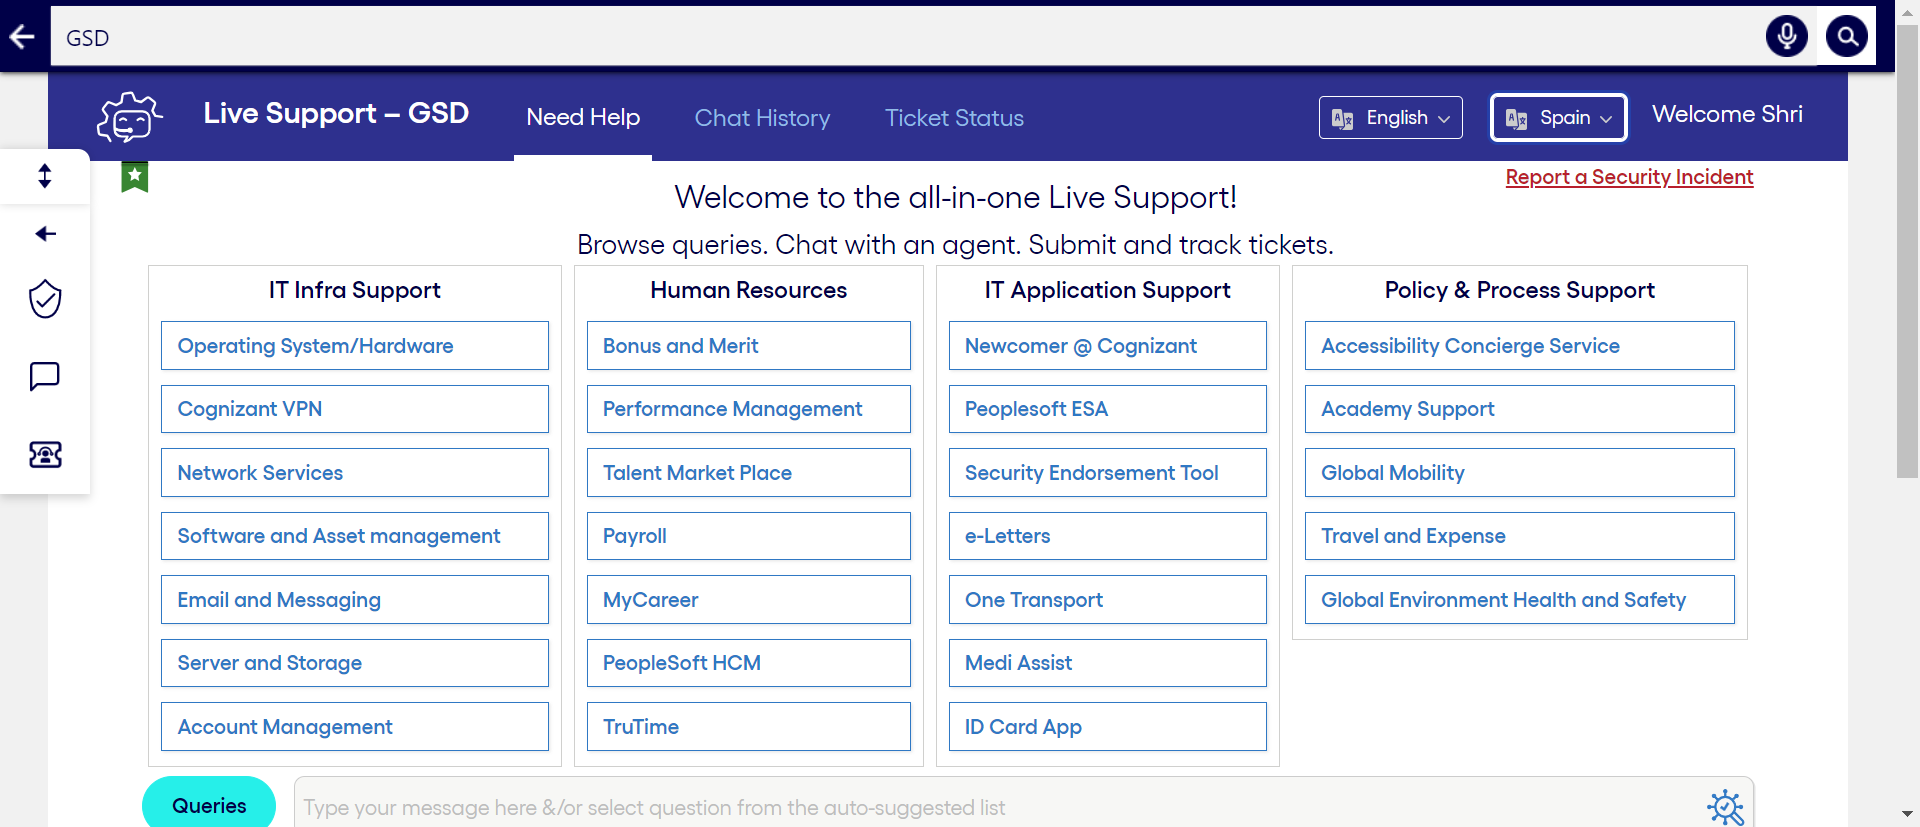 GSD
Live Support – GSD
Need Help
Chat History
Ticket Status
English
Spain
Welcome Shri
Report a Security Incident
Welcome to the all-in-one Live Support!
Browse queries. Chat with an agent. Submit and track tickets.
IT Infra Support
Operating System/Hardware
Cognizant VPN
Network Services
Software and Asset management
Email and Messaging
Server and Storage
Account Management
Human Resources
Bonus and Merit
Performance Management
Talent Market Place
Payroll
MyCareer
PeopleSoft HCM
TruTime
IT Application Support
Newcomer @ Cognizant
Peoplesoft ESA
Security Endorsement Tool
e-Letters
One Transport
Medi Assist
ID Card App
Policy & Process Support
Accessibility Concierge Service
Academy Support
Global Mobility
Travel and Expense
Global Environment Health and Safety
Queries
Type your message here &/or select question from the auto-suggested list